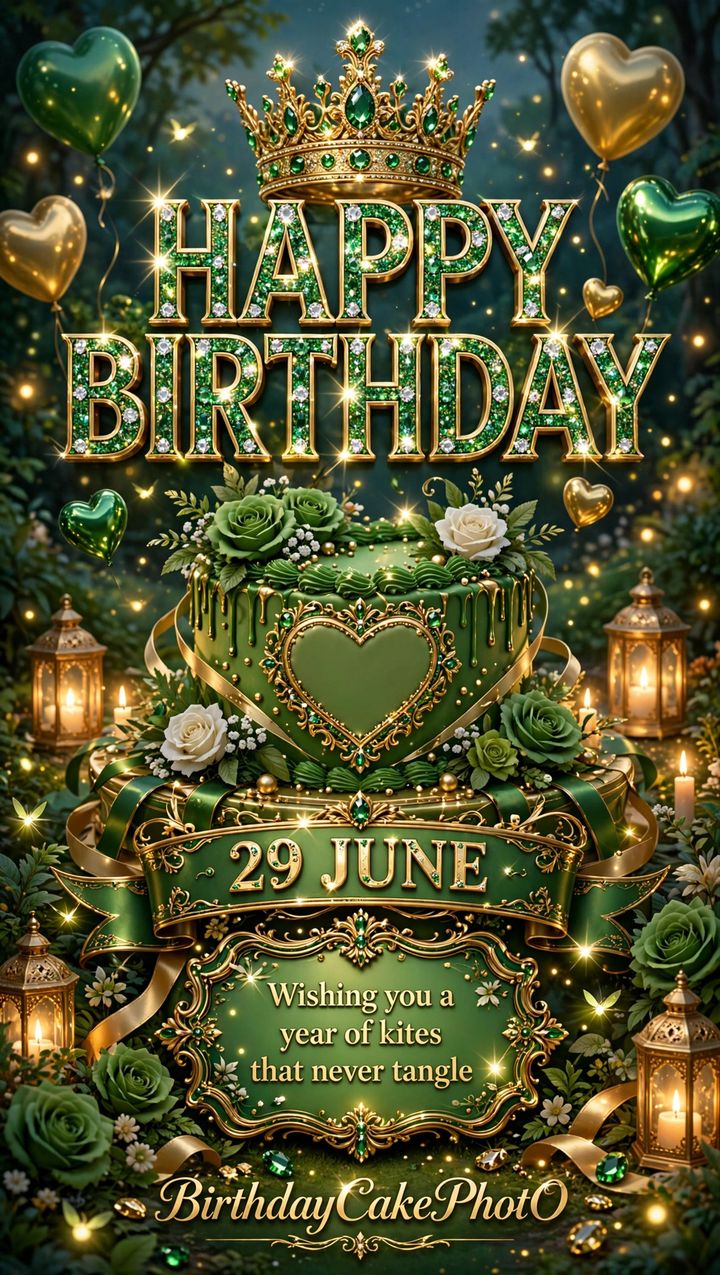 HAPPY
BIRTHDAY
29 JUNE
Wishing you a
year of kites
that never tangle
BirthdayCakePhotO